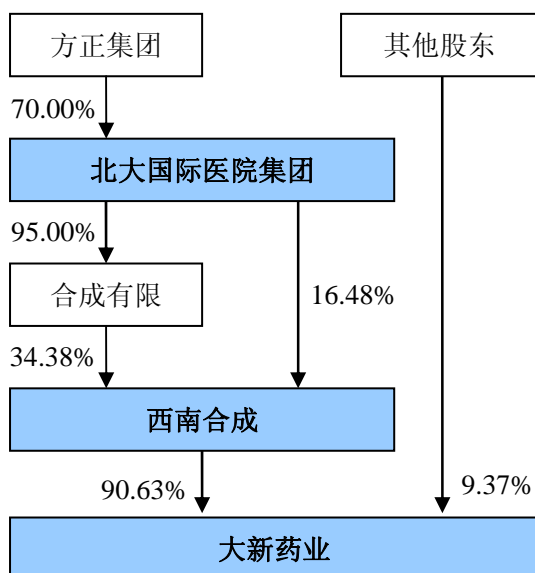 方正集团
其他股东
70.00%
北大国际医院集团
95.00%
合成有限
16.48%
34.38%
西南合成
90.63%
9.37%
大新药业